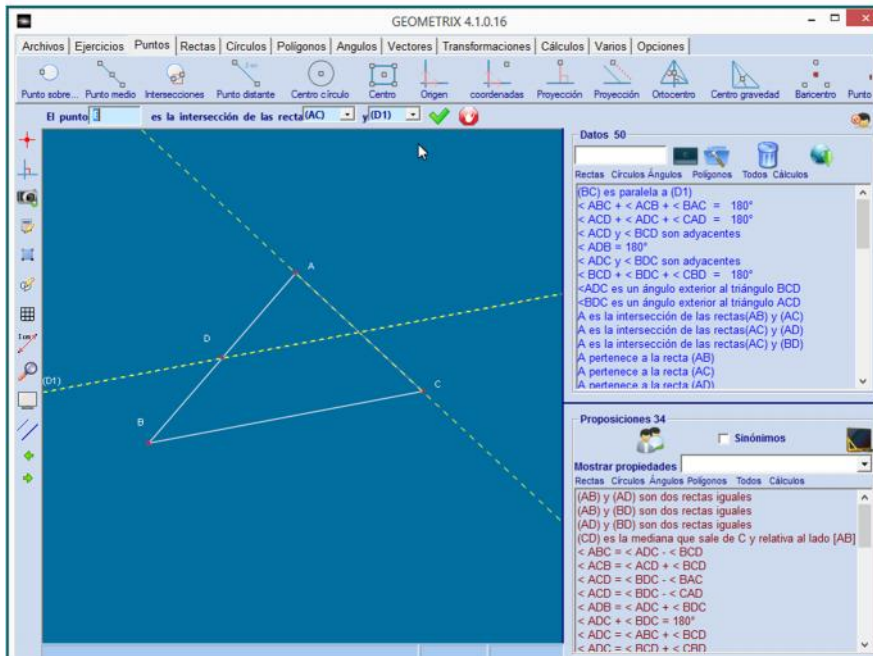 GEOMETRIX 4.1.0.16
Archivos Ejercicios Puntos Rectas Círculos Polígonos Angulos Vectores Transformaciones Cálculos Varios Opciones
Punto sobre... Punto medio Intersecciones Punto distante Centro círculo Centro Origen coordenadas Proyección Proyección Ortocentro Centro gravedad Baricentro Punto
El punto es la intersección de las recta (AC) y (D1)
A
D
(D1)
C
B
Datos 50
Rectas Círculos Ángulos Polígonos Todos Cálculos
(BC) es paralela a (D1)
< ABC + < ACB + < BAC = 180°
< ACD + < ADC + < CAD = 180°
< ACD y < BCD son adyacentes
< ADB = 180°
< ADC y < BDC son adyacentes
< BCD + < BDC + < CBD = 180°
<ADC es un ángulo exterior al triángulo BCD
<BDC es un ángulo exterior al triángulo ACD
A es la intersección de las rectas(AB) y (AC)
A es la intersección de las rectas(AC) y (AD)
A es la intersección de las rectas(AC) y (BD)
A pertenece a la recta (AB)
A pertenece a la recta (AC)
A pertenece a la recta (AD)
Proposiciones 34
Sinónimos
Mostrar propiedades
Rectas Círculos Ángulos Polígonos Todos Cálculos
(AB) y (AD) son dos rectas iguales
(AB) y (BD) son dos rectas iguales
(AD) y (BD) son dos rectas iguales
(CD) es la mediana que sale de C y relativa al lado [AB]
< ABC = < ADC - < BCD
< ACB = < ACD + < BCD
< ACD = < BDC - < BAC
< ACD = < BDC - < CAD
< ADB = < ADC + < BDC
< ADC + < BDC = 180°
< ADC = < ABC + < BCD
< ADC = < BCD + < CBD